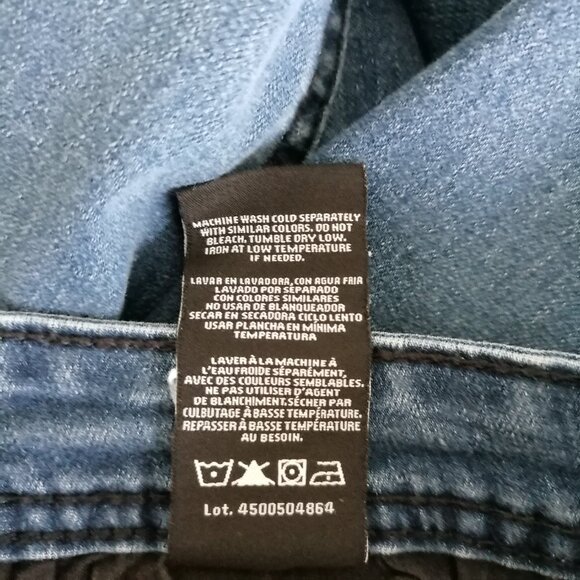 MACHINE WASH COLD SEPARATELY
WITH SIMILAR COLORS. DO NOT
BLEACH. TUMBLE DRY LOW.
IRON AT LOW TEMPERATURE
IF NEEDED.
LAVAR EN LAVADORA, CON AGUA FRIA
LAVADO POR SEPARADO
CON COLORES SIMILARES
NO USAR DE BLANQUEADOR
SECAR EN SECADORA CICLO LENTO
USAR PLANCHA EN MÍNIMA
TEMPERATURA
LAVER À LA MACHINE À
L'EAU FROIDE SÉPARÉMENT,
AVEC DES COULEURS SEMBLABLES.
NE PAS UTILISER D'AGENT
DE BLANCHIMENT. SÉCHER PAR
CULBUTAGE À BASSE TEMPÉRATURE.
REPASSER À BASSE TEMPÉRATURE
AU BESOIN.
Lot. 4500504864